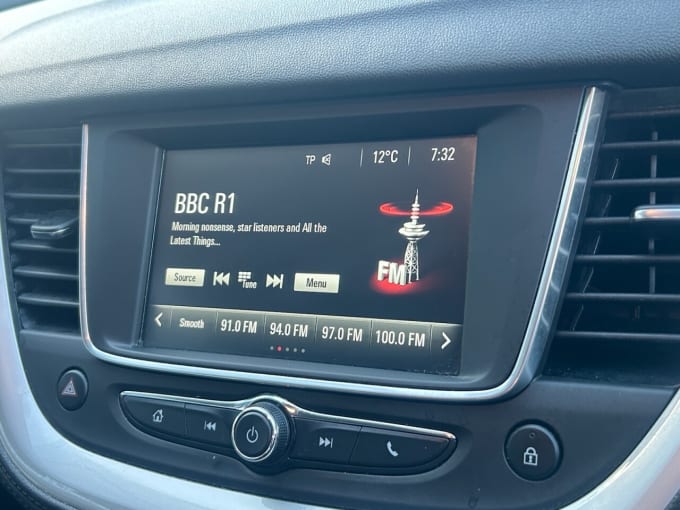 TP 12°C 7:32
BBC R1
Morning nonsense, star listeners and All the
Latest Things...
FM
Source Tune Menu
Smooth 91.0 FM 94.0 FM 97.0 FM 100.0 FM